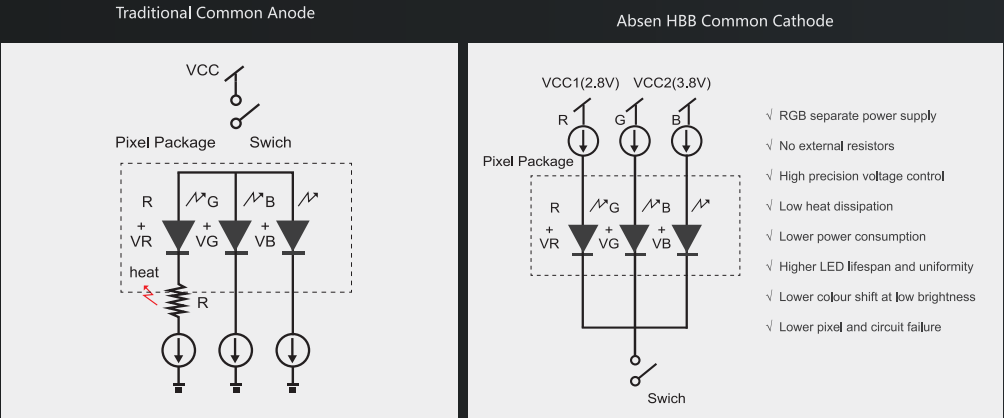 Traditional Common Anode
VCC
Pixel Package Swich
R G B
+ + +
VR VG VB
heat
R
Absen HBB Common Cathode
VCC1(2.8V) VCC2(3.8V)
R G B
Pixel Package
R G B
+ + +
VR VG VB
Swich
√ RGB separate power supply
√ No external resistors
√ High precision voltage control
√ Low heat dissipation
√ Lower power consumption
√ Higher LED lifespan and uniformity
√ Lower colour shift at low brightness
√ Lower pixel and circuit failure